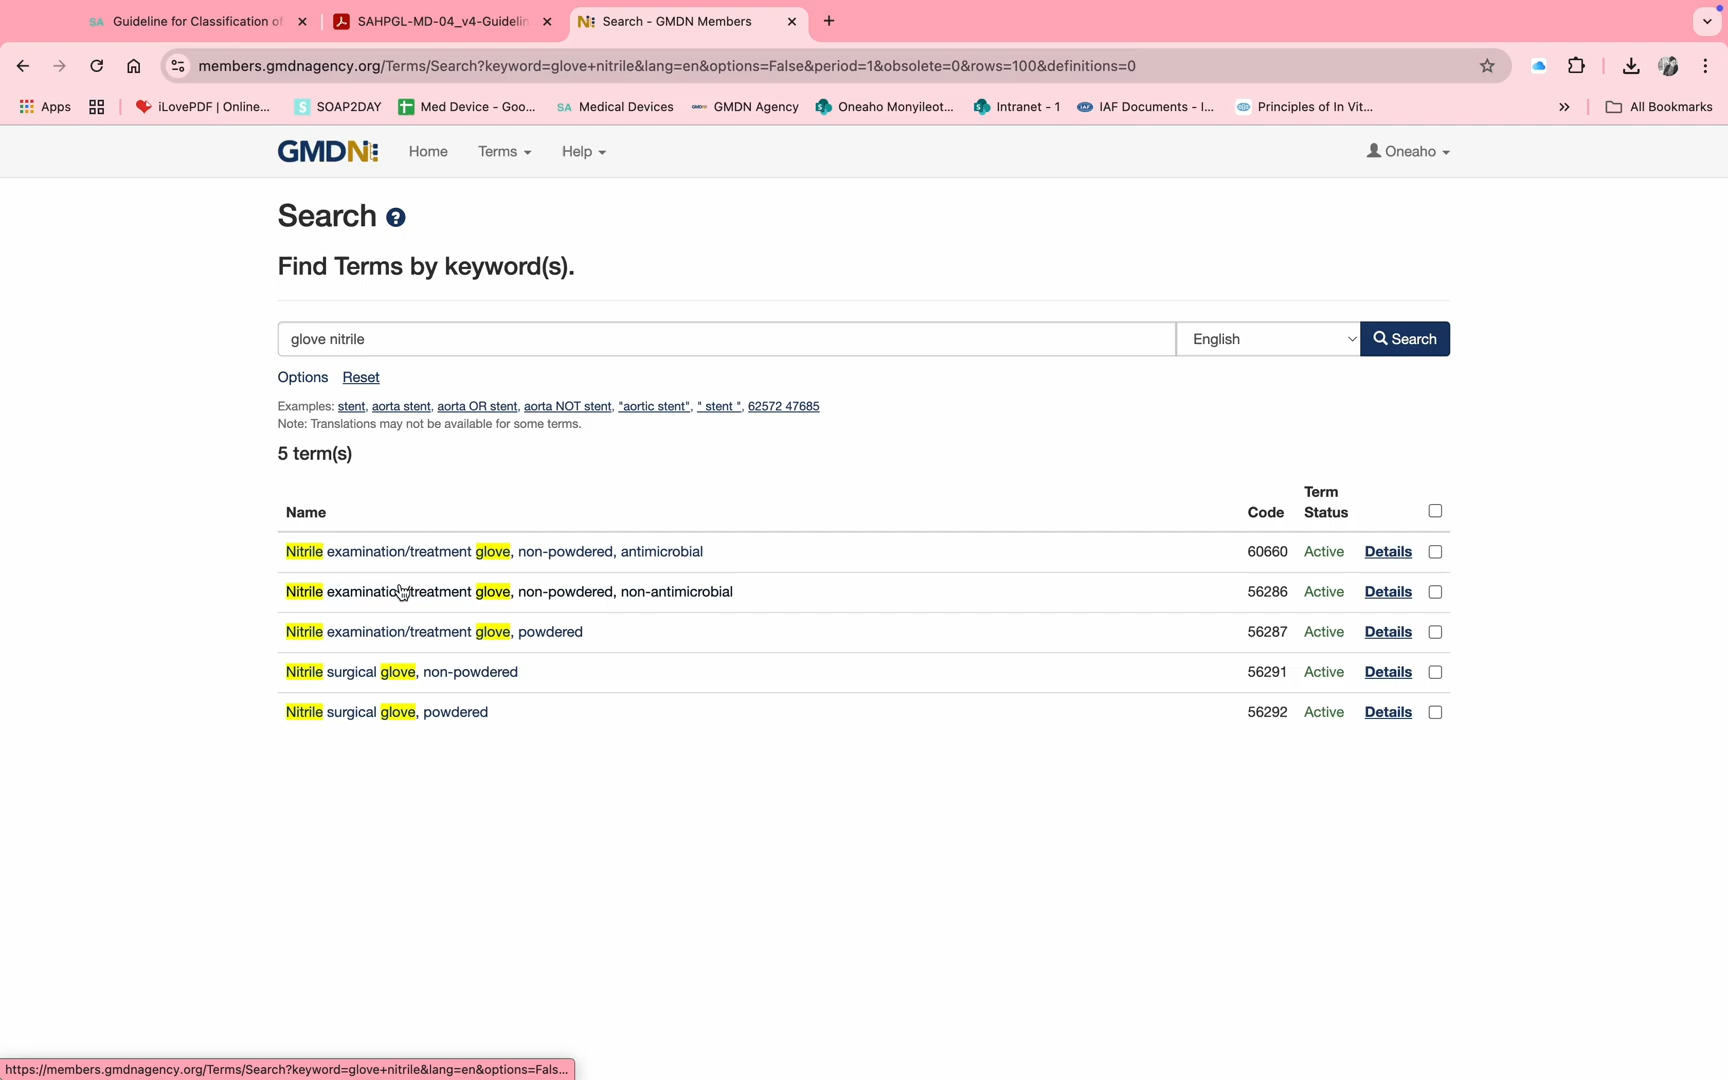 SA Guideline for Classification of
SAHPGL-MD-04_v4-Guidelin
Search - GMDN Members
members.gmdnagency.org/Terms/Search?keyword=glove+nitrile&lang=en&options=False&period=1&obsolete=0&rows=100&definitions=0
Apps
iLovePDF | Online...
S SOAP2DAY
Med Device - Goo...
SA Medical Devices
GMDN GMDN Agency
Oneaho Monyileot...
Intranet - 1
IAF IAF Documents - I...
Principles of In Vit...
All Bookmarks
GMDN
Home
Terms
Help
Oneaho
Search ?
Find Terms by keyword(s).
glove nitrile
English
Search
Options Reset
Examples: stent, aorta stent, aorta OR stent, aorta NOT stent, "aortic stent", " stent ", 62572 47685
Note: Translations may not be available for some terms.
5 term(s)
Name Code Term Status
Nitrile examination/treatment glove, non-powdered, antimicrobial 60660 Active Details
Nitrile examination/treatment glove, non-powdered, non-antimicrobial 56286 Active Details
Nitrile examination/treatment glove, powdered 56287 Active Details
Nitrile surgical glove, non-powdered 56291 Active Details
Nitrile surgical glove, powdered 56292 Active Details
https://members.gmdnagency.org/Terms/Search?keyword=glove+nitrile&lang=en&options=Fals...